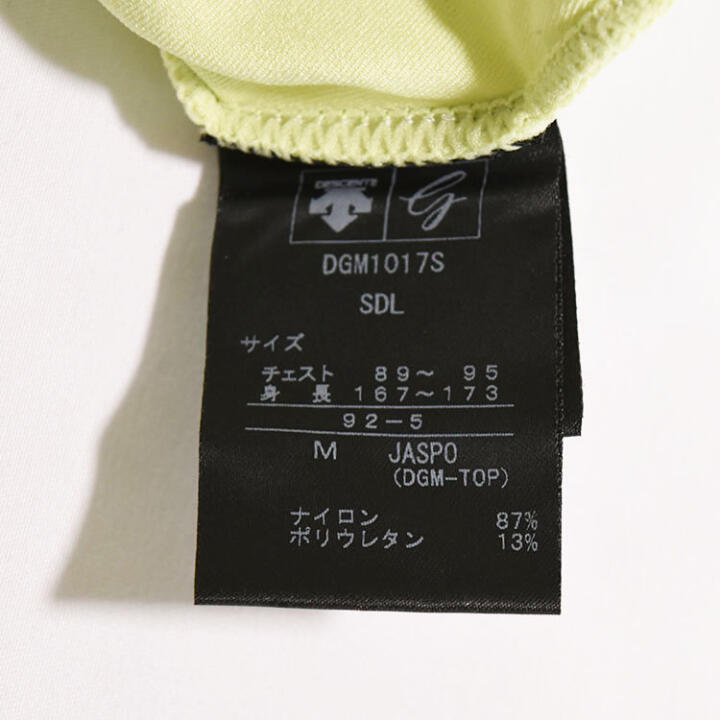 DESCENTE
G
DGM1017S
SDL
サイズ
チェスト 89～ 95
身 長 167～173
92-5
M JASPO
(DGM-TOP)
ナイロン 87%
ポリウレタン 13%